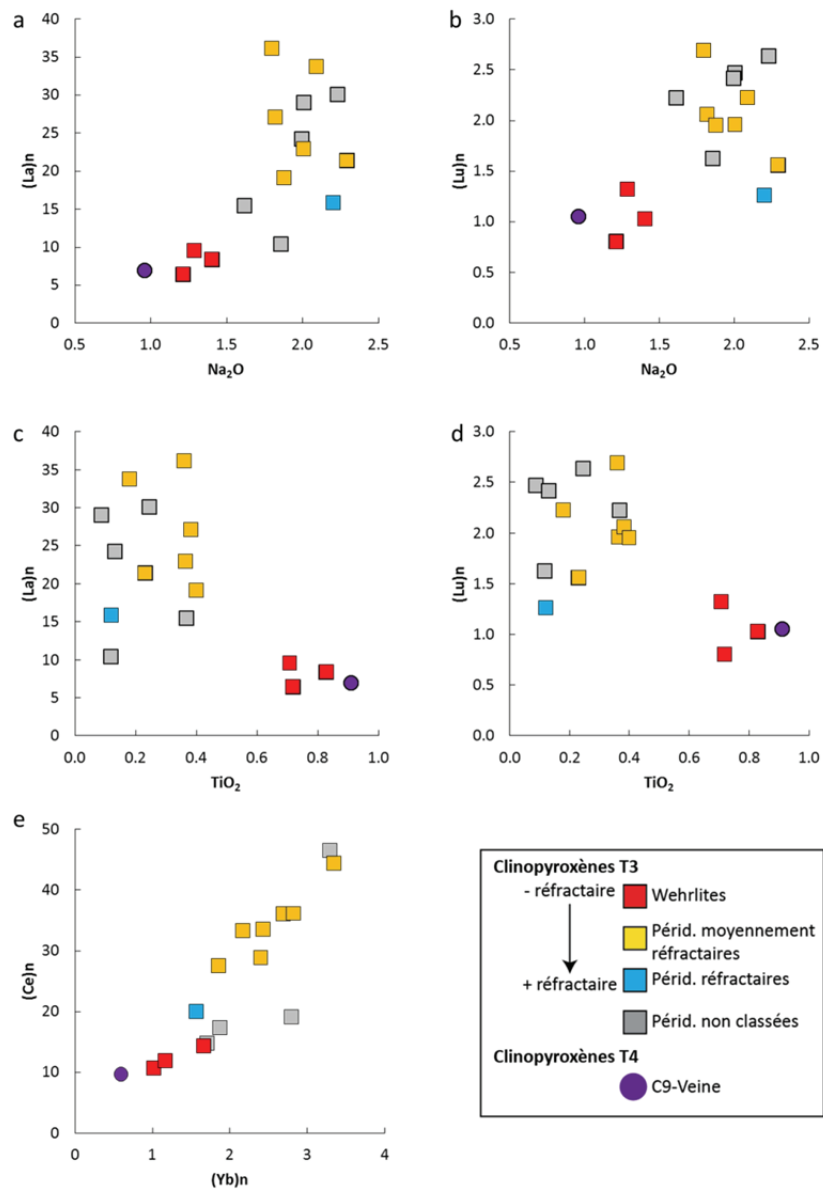 a
(La)n
40
35
30
25
20
15
10
5
0
0.5
1.0
1.5
2.0
2.5
Na₂O
b
(Lu)n
3.0
2.5
2.0
1.5
1.0
0.5
0.0
0.5
1.0
1.5
2.0
2.5
Na₂O
c
(La)n
40
35
30
25
20
15
10
5
0
0.0
0.2
0.4
0.6
0.8
1.0
TiO₂
d
(Lu)n
3.0
2.5
2.0
1.5
1.0
0.5
0.0
0.0
0.2
0.4
0.6
0.8
1.0
TiO₂
e
(Ce)n
50
40
30
20
10
0
0
1
2
3
4
(Yb)n
Clinopyroxènes T3
- réfractaire
Wehrlites
Périd. moyennement
réfractaires
+ réfractaire
Périd. réfractaires
Périd. non classées
Clinopyroxènes T4
C9-Veine